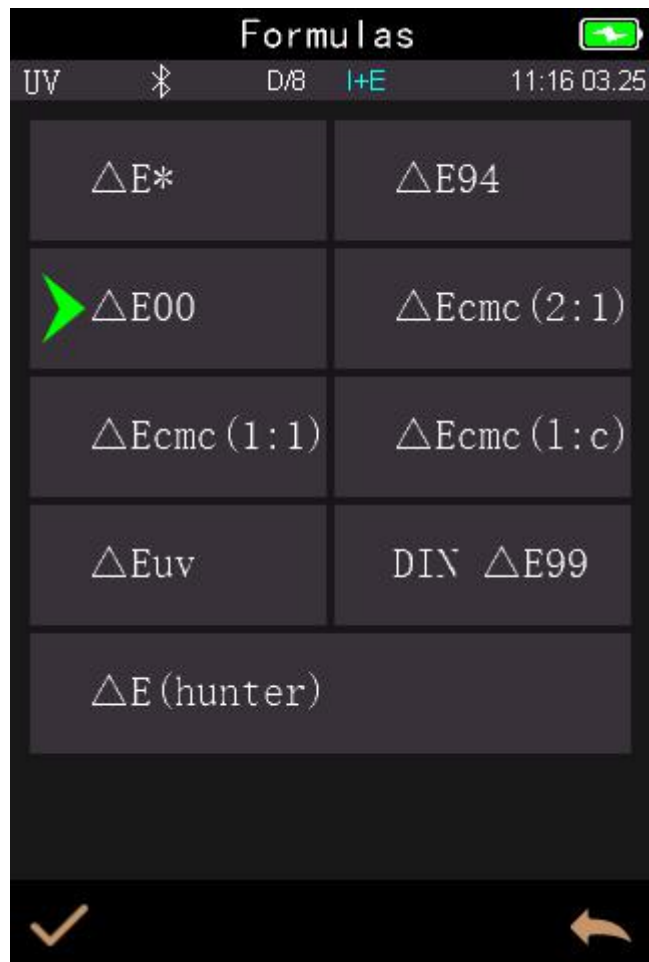 Formulas
UV D/8 I+E 11:16 03.25
△E* △E94
△E00 △Ecmc(2:1)
△Ecmc(1:1) △Ecmc(l:c)
△Euv DIN △E99
△E(hunter)